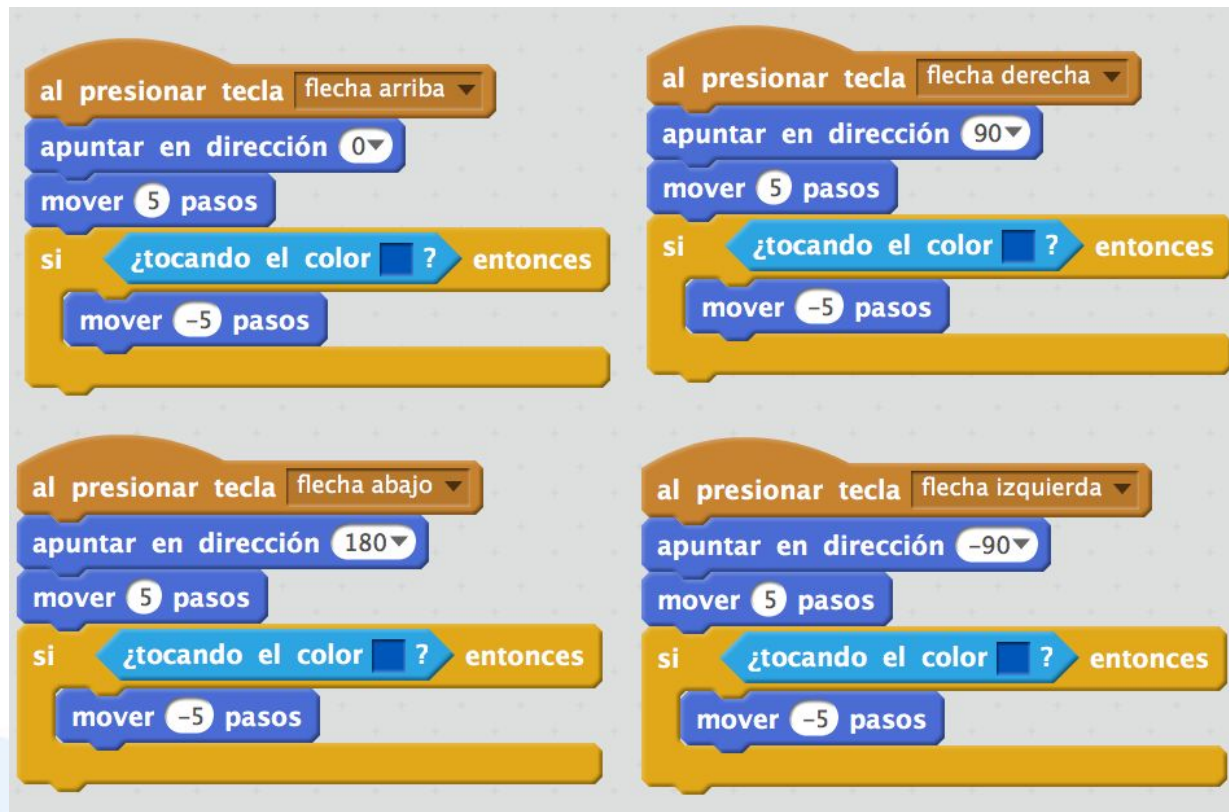 al presionar tecla flecha arriba
apuntar en dirección 0
mover 5 pasos
si ¿tocando el color ? entonces
mover -5 pasos
al presionar tecla flecha derecha
apuntar en dirección 90
mover 5 pasos
si ¿tocando el color ? entonces
mover -5 pasos
al presionar tecla flecha abajo
apuntar en dirección 180
mover 5 pasos
si ¿tocando el color ? entonces
mover -5 pasos
al presionar tecla flecha izquierda
apuntar en dirección -90
mover 5 pasos
si ¿tocando el color ? entonces
mover -5 pasos